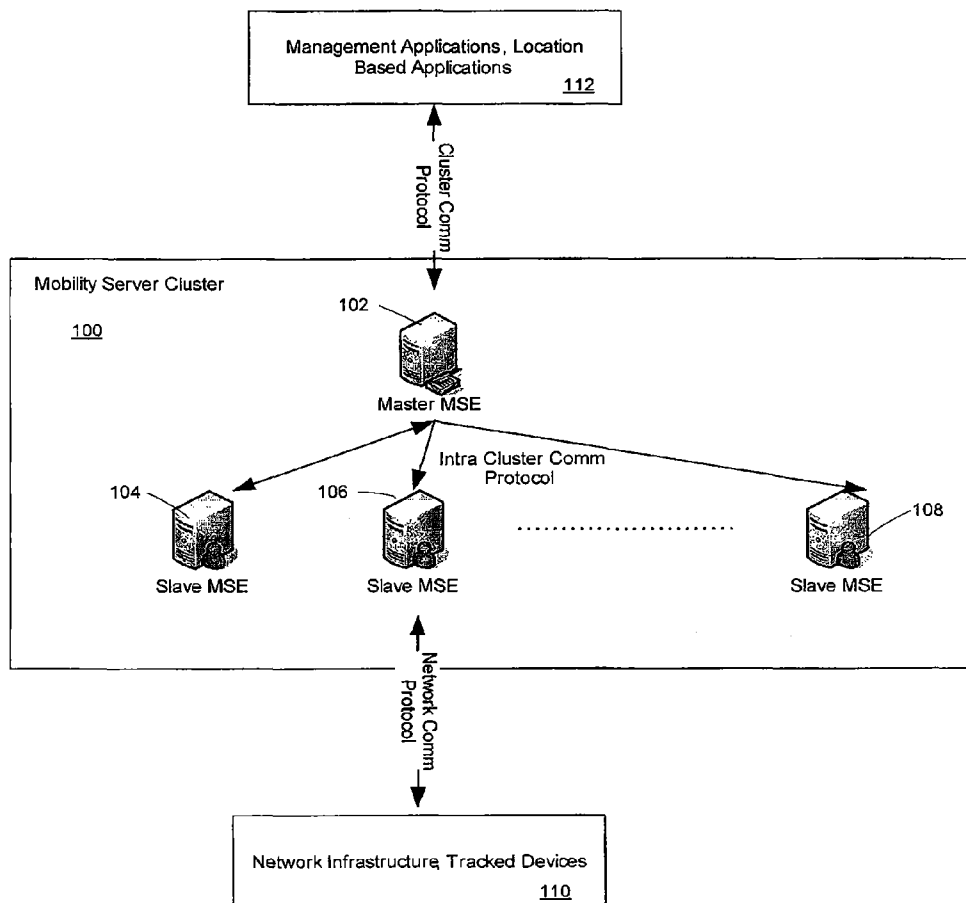 Management Applications, Location
Based Applications
112
Cluster Comm
Protocol
Mobility Server Cluster
100
102
Master MSE
Intra Cluster Comm
Protocol
104
106
108
Slave MSE
Slave MSE
Slave MSE
Network Comm
Protocol
Network Infrastructure, Tracked Devices
110